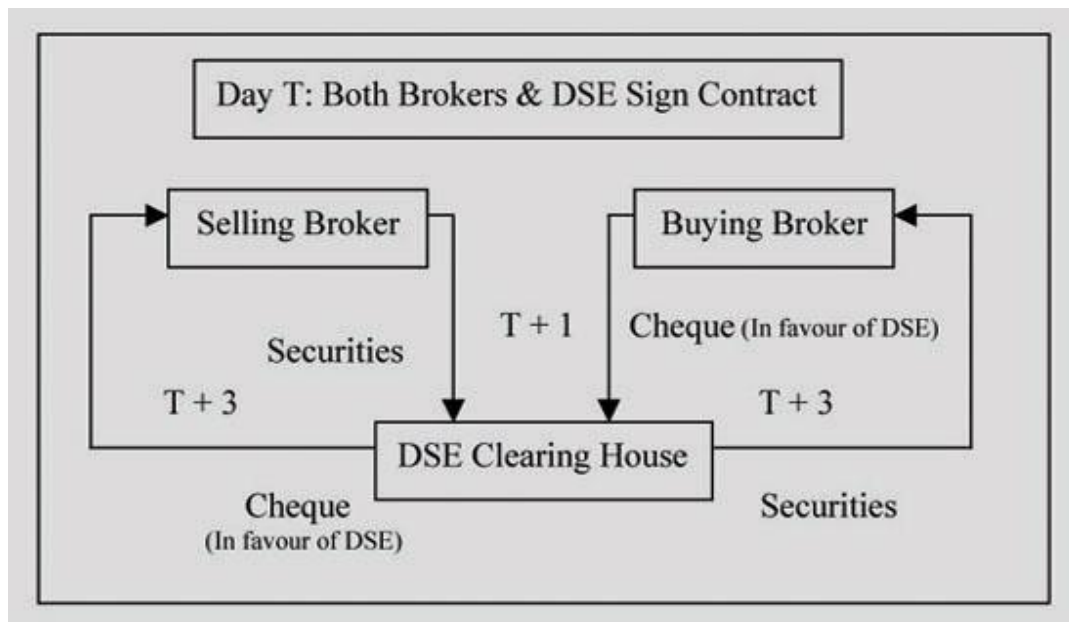 Day T: Both Brokers & DSE Sign Contract
Selling Broker
Buying Broker
T + 1
Cheque (In favour of DSE)
Securities
T + 3
T + 3
DSE Clearing House
Cheque
(In favour of DSE)
Securities